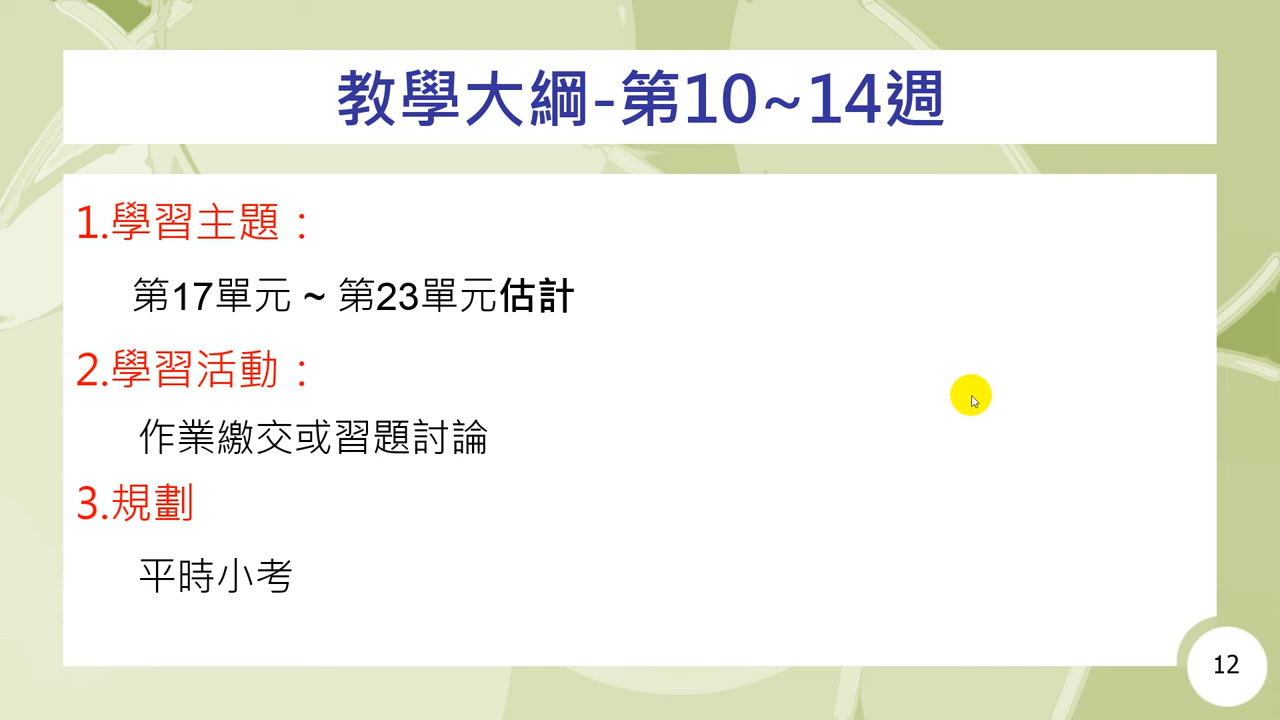 教學大綱-第10~14週
1.學習主題：
第17單元 ~ 第23單元估計
2.學習活動：
作業繳交或習題討論
3.規劃
平時小考
12